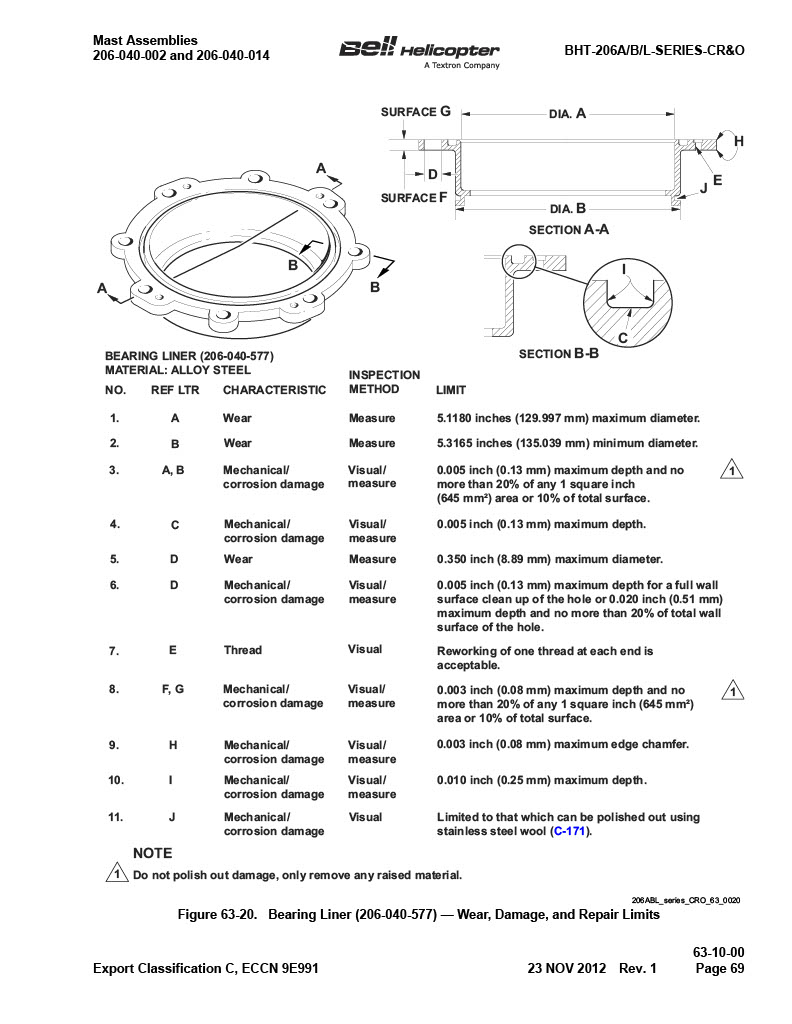 Mast Assemblies
206-040-002 and 206-040-014
Bell Helicopter
A Textron Company
BHT-206A/B/L-SERIES-CR&O
SURFACE G
DIA. A
H
D
E
J
SURFACE F
DIA. B
SECTION A-A
A
B
B
A
I
C
SECTION B-B
BEARING LINER (206-040-577)
MATERIAL: ALLOY STEEL
NO. REF LTR CHARACTERISTIC INSPECTION METHOD LIMIT
1. A Wear Measure 5.1180 inches (129.997 mm) maximum diameter.
2. B Wear Measure 5.3165 inches (135.039 mm) minimum diameter.
3. A, B Mechanical/ Visual/ 0.005 inch (0.13 mm) maximum depth and no 1
corrosion damage measure more than 20% of any 1 square inch
(645 mm²) area or 10% of total surface.
4. C Mechanical/ Visual/ 0.005 inch (0.13 mm) maximum depth.
corrosion damage measure
5. D Wear Measure 0.350 inch (8.89 mm) maximum diameter.
6. D Mechanical/ Visual/ 0.005 inch (0.13 mm) maximum depth for a full wall
corrosion damage measure surface clean up of the hole or 0.020 inch (0.51 mm)
maximum depth and no more than 20% of total wall
surface of the hole.
7. E Thread Visual Reworking of one thread at each end is
acceptable.
8. F, G Mechanical/ Visual/ 0.003 inch (0.08 mm) maximum depth and no 1
corrosion damage measure more than 20% of any 1 square inch (645 mm²)
area or 10% of total surface.
9. H Mechanical/ Visual/ 0.003 inch (0.08 mm) maximum edge chamfer.
corrosion damage measure
10. I Mechanical/ Visual/ 0.010 inch (0.25 mm) maximum depth.
corrosion damage measure
11. J Mechanical/ Visual Limited to that which can be polished out using
corrosion damage stainless steel wool (C-171).
NOTE
1 Do not polish out damage, only remove any raised material.
206ABL_series_CRO_63_0020
Figure 63-20. Bearing Liner (206-040-577) — Wear, Damage, and Repair Limits
63-10-00
Export Classification C, ECCN 9E991 23 NOV 2012 Rev. 1 Page 69